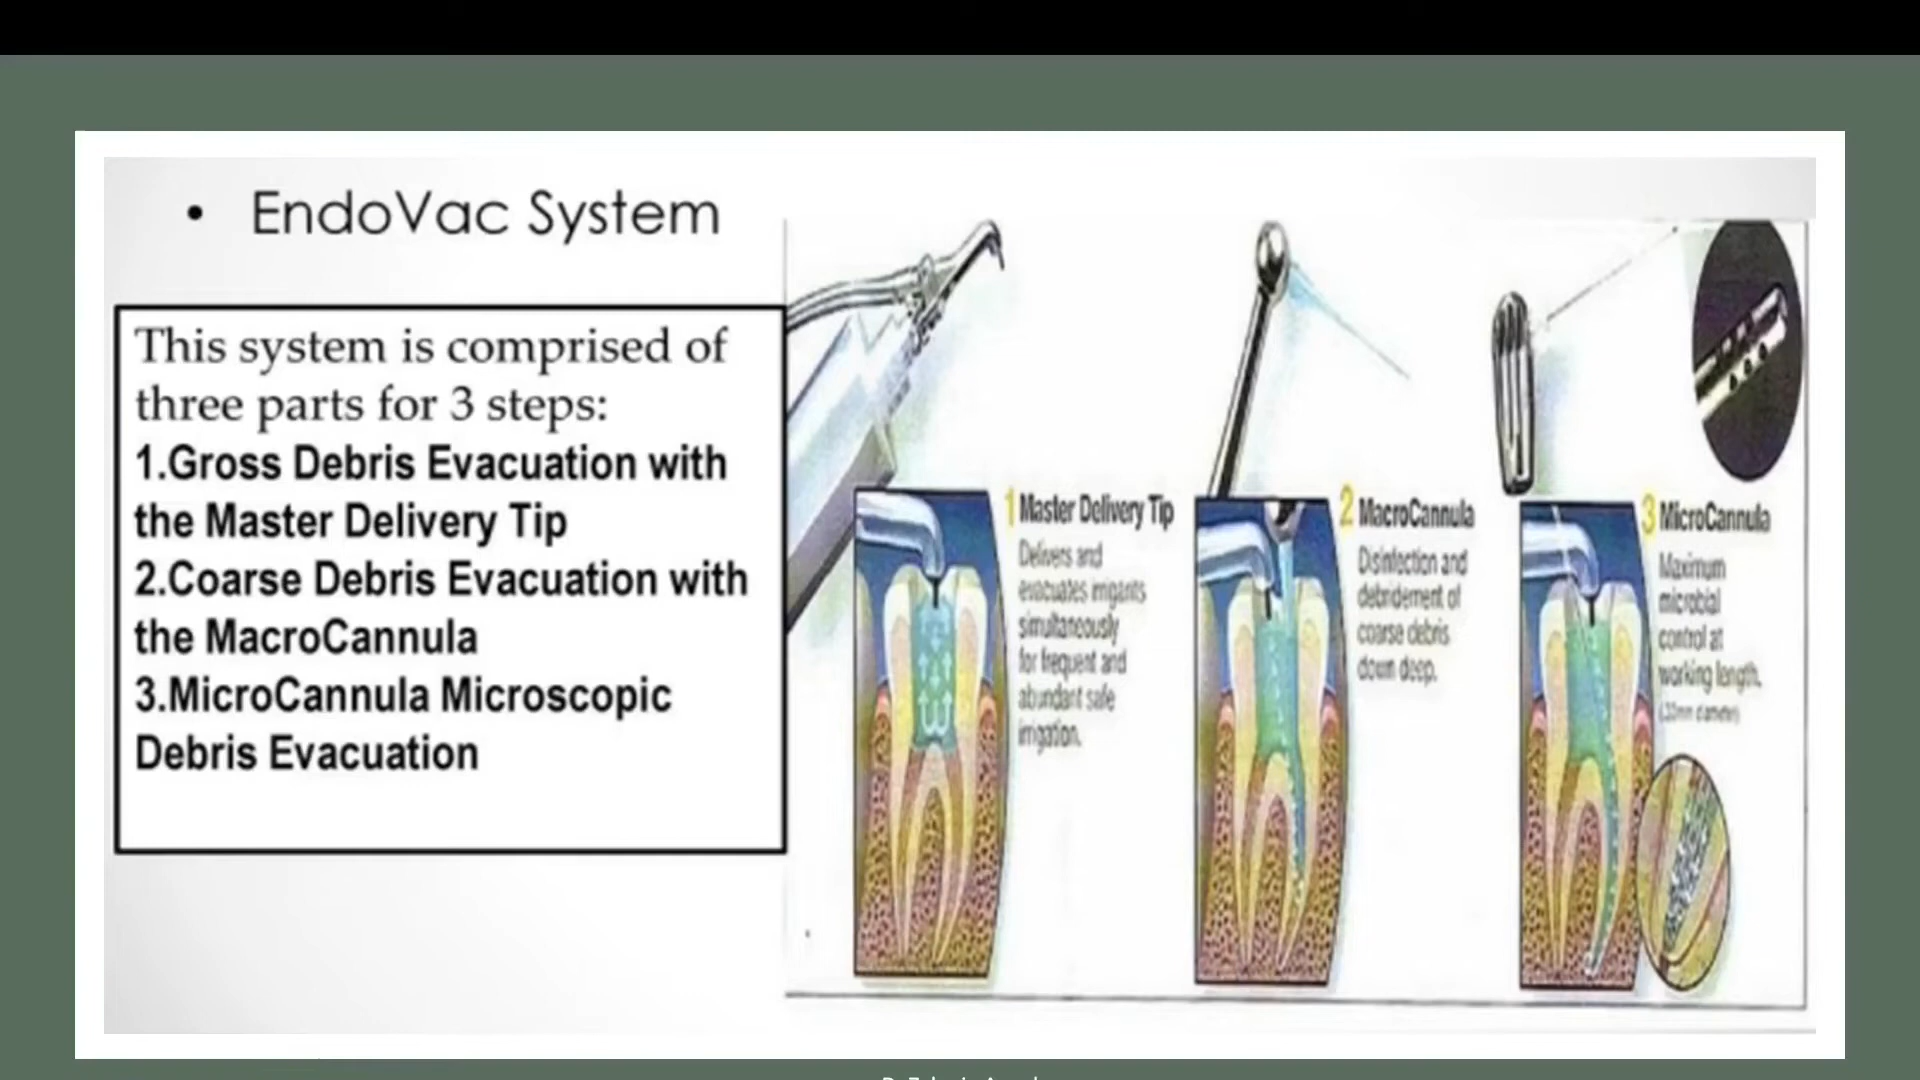 • EndoVac System
This system is comprised of
three parts for 3 steps:
1.Gross Debris Evacuation with
the Master Delivery Tip
2.Coarse Debris Evacuation with
the MacroCannula
3.MicroCannula Microscopic
Debris Evacuation
1 Master Delivery Tip
Delivers and
evacuates irrigants
simultaneously
for frequent and
abundant safe
irrigation.
2 MacroCannula
Disinfection and
debridement of
coarse debris
down deep.
3 MicroCannula
Maximum
microbial
control at
working length.